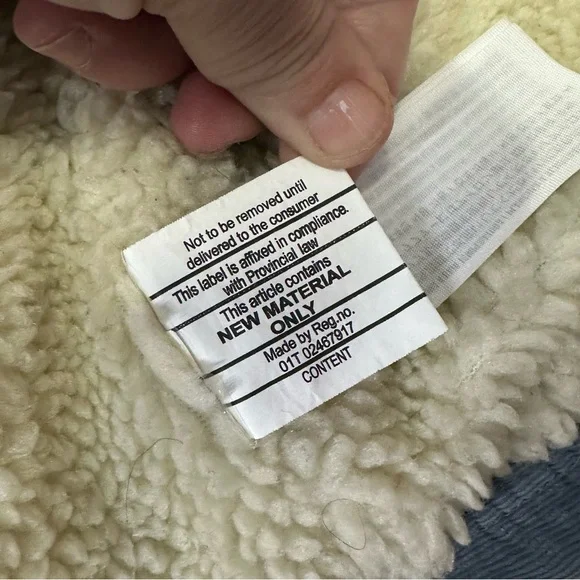 Not to be removed until
delivered to the consumer
This label is affixed in compliance.
with Provincial law
This article contains
NEW MATERIAL
ONLY
Made by Reg.no.
01T 02467917
CONTENT